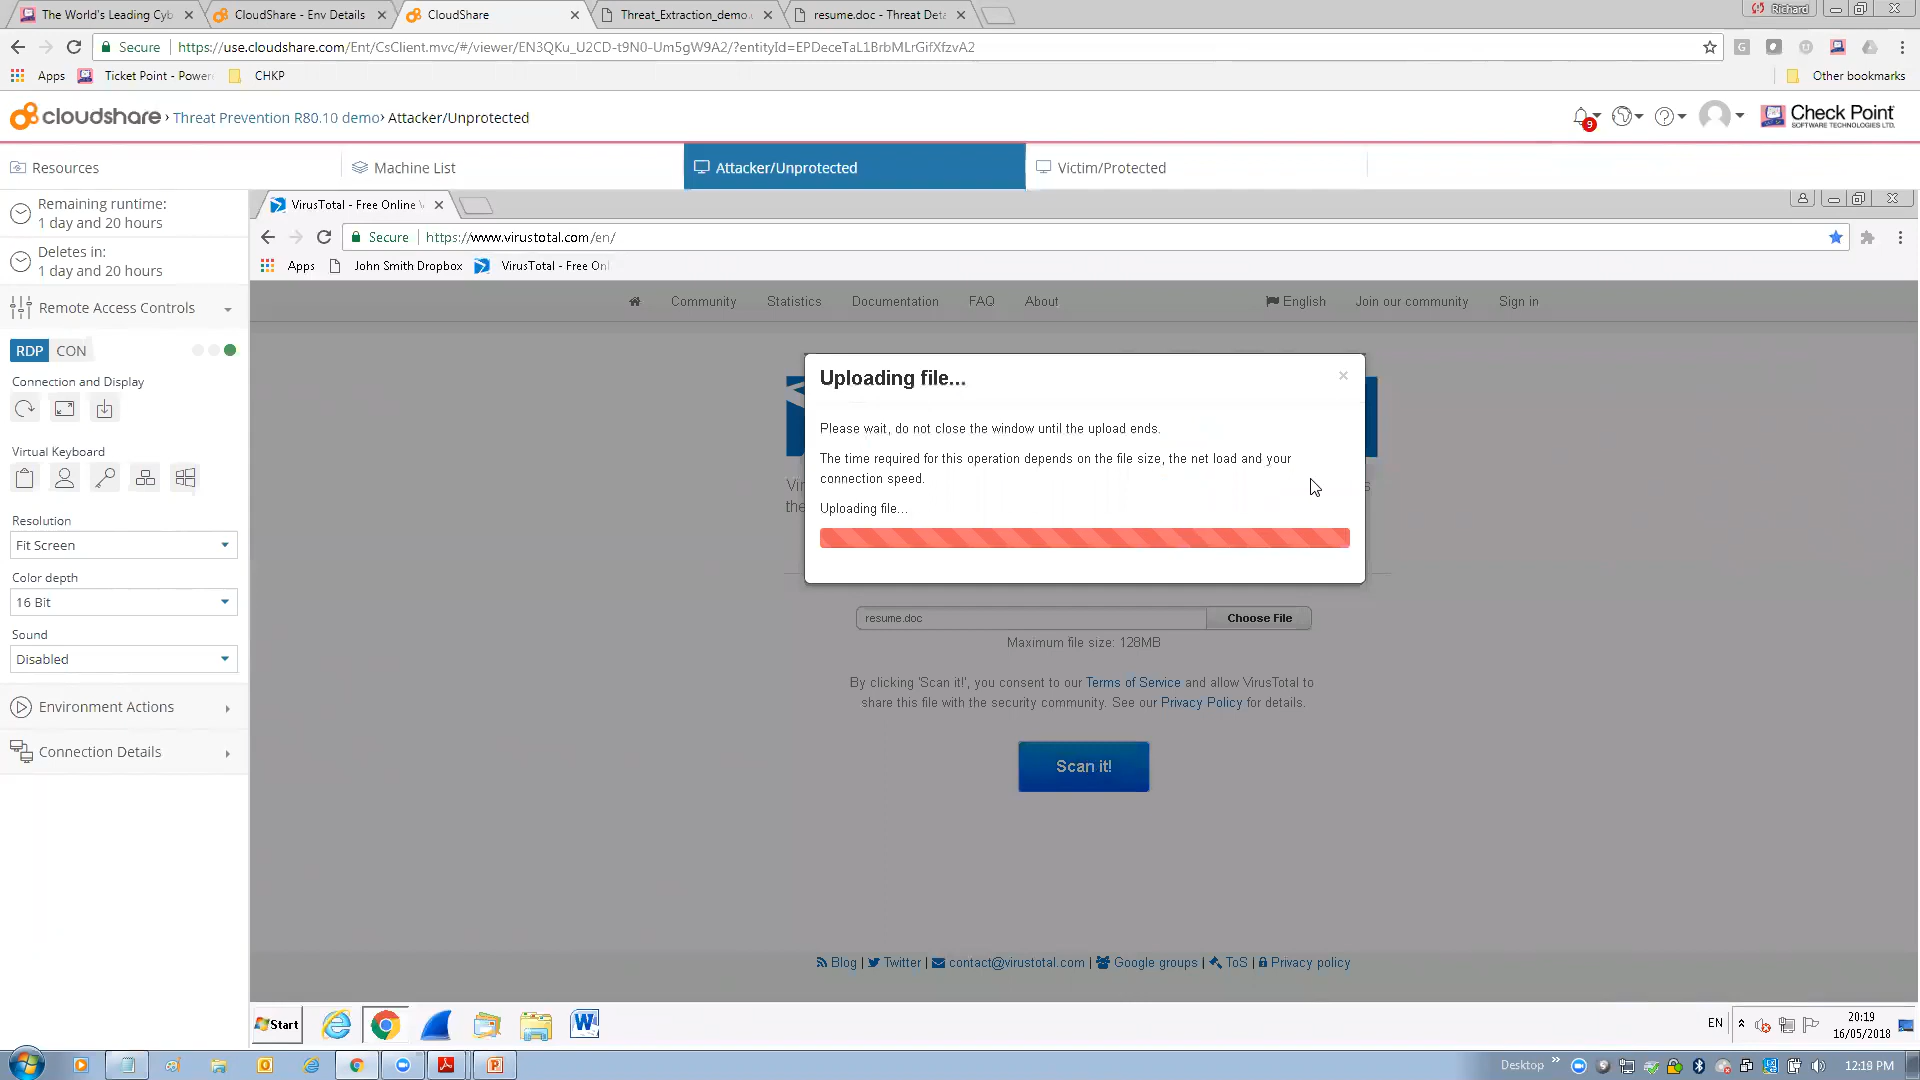 The World's Leading Cyb
CloudShare - Env Details
CloudShare
Threat_Extraction_demo.
resume.doc - Threat Deta
Richard
Secure
https://use.cloudshare.com/Ent/CsClient.mvc/#/viewer/EN3QKu_U2CD-t9N0-Um5gW9A2/?entityId=EPDeceTaL1BrbMLrGifXfzvA2
Apps
Ticket Point - Power
CHKP
Other bookmarks
cloudshare › Threat Prevention R80.10 demo › Attacker/Unprotected
9
Check Point
SOFTWARE TECHNOLOGIES LTD.
Resources
Machine List
Attacker/Unprotected
Victim/Protected
Remaining runtime:
1 day and 20 hours
Deletes in:
1 day and 20 hours
Remote Access Controls
RDP CON
Connection and Display
Virtual Keyboard
Resolution
Fit Screen
Color depth
16 Bit
Sound
Disabled
Environment Actions
Connection Details
VirusTotal - Free Online
Secure
https://www.virustotal.com/en/
Apps
John Smith Dropbox
VirusTotal - Free Onl
Community
Statistics
Documentation
FAQ
About
English
Join our community
Sign in
Uploading file...
×
Please wait, do not close the window until the upload ends.
The time required for this operation depends on the file size, the net load and your
connection speed.
Uploading file...
resume.doc
Choose File
Maximum file size: 128MB
By clicking 'Scan it!', you consent to our Terms of Service and allow VirusTotal to
share this file with the security community. See our Privacy Policy for details.
Scan it!
Blog | Twitter | contact@virustotal.com | Google groups | ToS | Privacy policy
Start
EN
20:19
16/05/2018
Desktop
12:19 PM